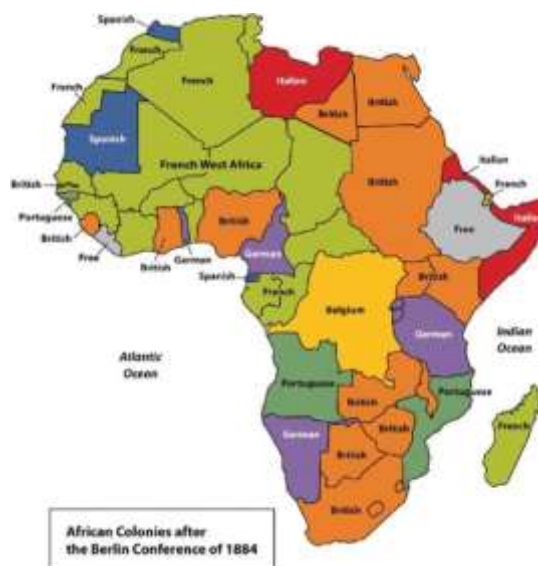 Spanish
French
French
French
Italian
British
British
Spanish
French West Africa
British
Portuguese
British
Free
British
German
British
German
Spanish
French
British
Italian
French
Italian
Free
British
Belgium
German
Indian
Ocean
Atlantic
Ocean
Portuguese
British
Portuguese
German
British
British
French
British
African Colonies after
the Berlin Conference of 1884